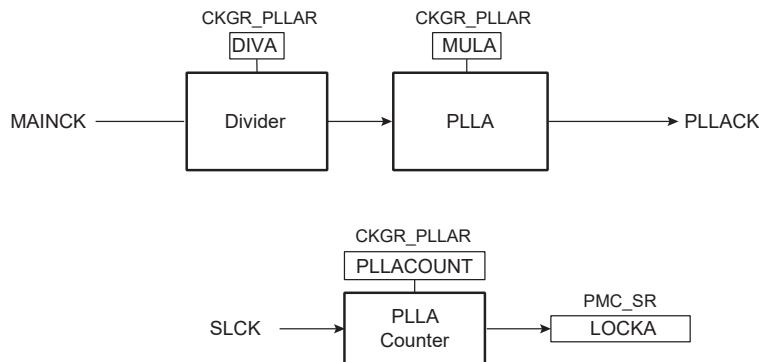 CKGR_PLLAR CKGR_PLLAR
DIVA MULA
MAINCK Divider PLLA PLLACK
CKGR_PLLAR
PLLACOUNT
PMC_SR
SLCK PLLA Counter LOCKA